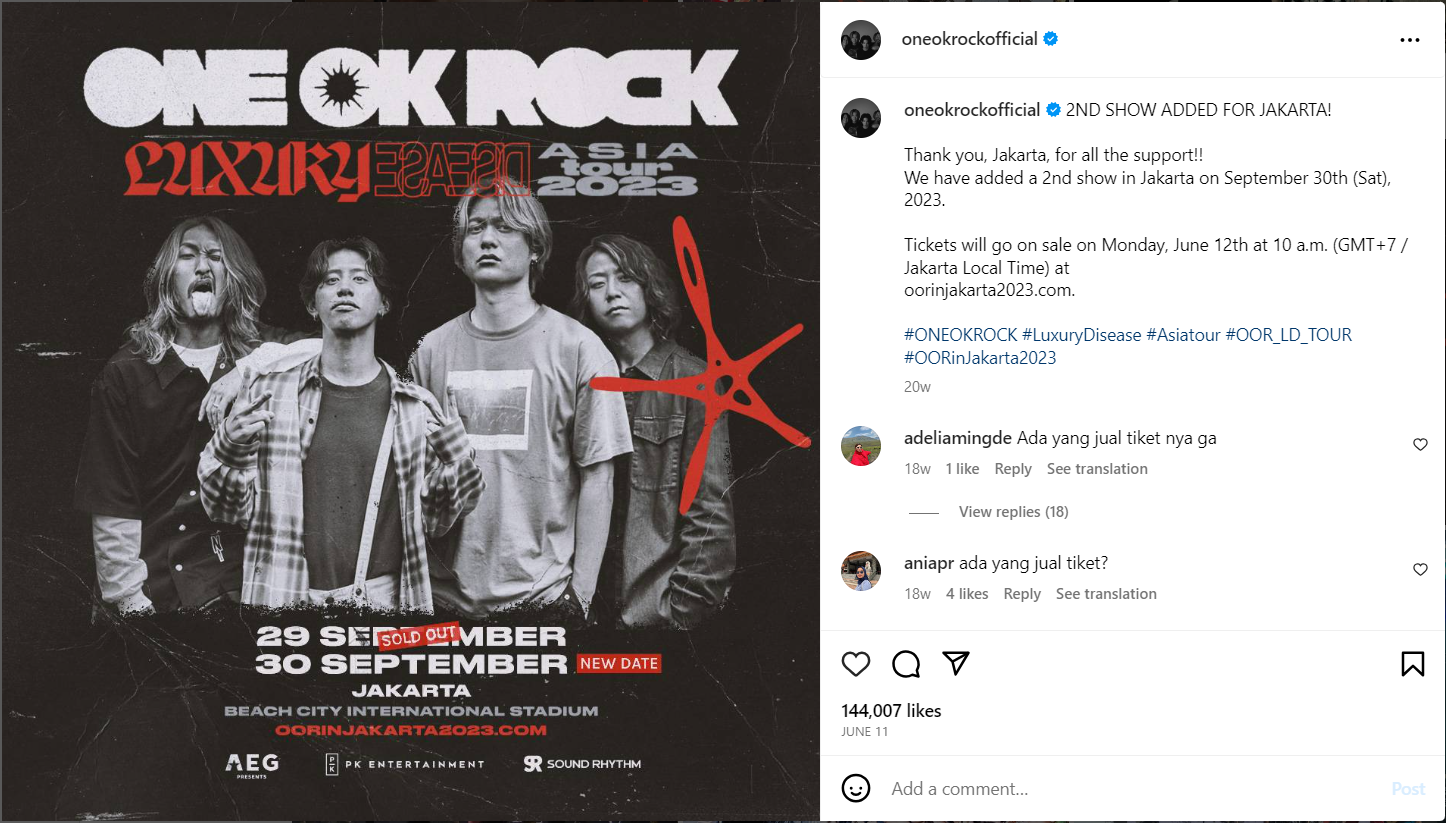 ONE OK ROCK
LUXURY DISEASE ASIA
tour
2023
29 SEPTEMBER
SOLD OUT
30 SEPTEMBER NEW DATE
JAKARTA
BEACH CITY INTERNATIONAL STADIUM
OORINJAKARTA2023.COM
AEG
PRESENTS
PK
PK ENTERTAINMENT
SR SOUND RHYTHM
oneokrockofficial
oneokrockofficial 2ND SHOW ADDED FOR JAKARTA!
Thank you, Jakarta, for all the support!!
We have added a 2nd show in Jakarta on September 30th (Sat),
2023.
Tickets will go on sale on Monday, June 12th at 10 a.m. (GMT+7 /
Jakarta Local Time) at
oorinjakarta2023.com.
#ONEOKROCK #LuxuryDisease #Asiatour #OOR_LD_TOUR
#OORinJakarta2023
20w
adeliamingde Ada yang jual tiket nya ga
18w 1 like Reply See translation
View replies (18)
aniapr ada yang jual tiket?
18w 4 likes Reply See translation
144,007 likes
JUNE 11
Add a comment...
Post